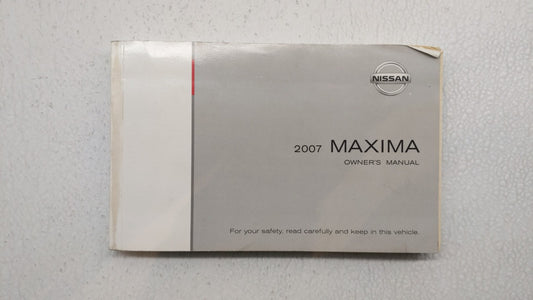 NISSAN
2007 MAXIMA
OWNER'S MANUAL
For your safety, read carefully and keep in this vehicle.